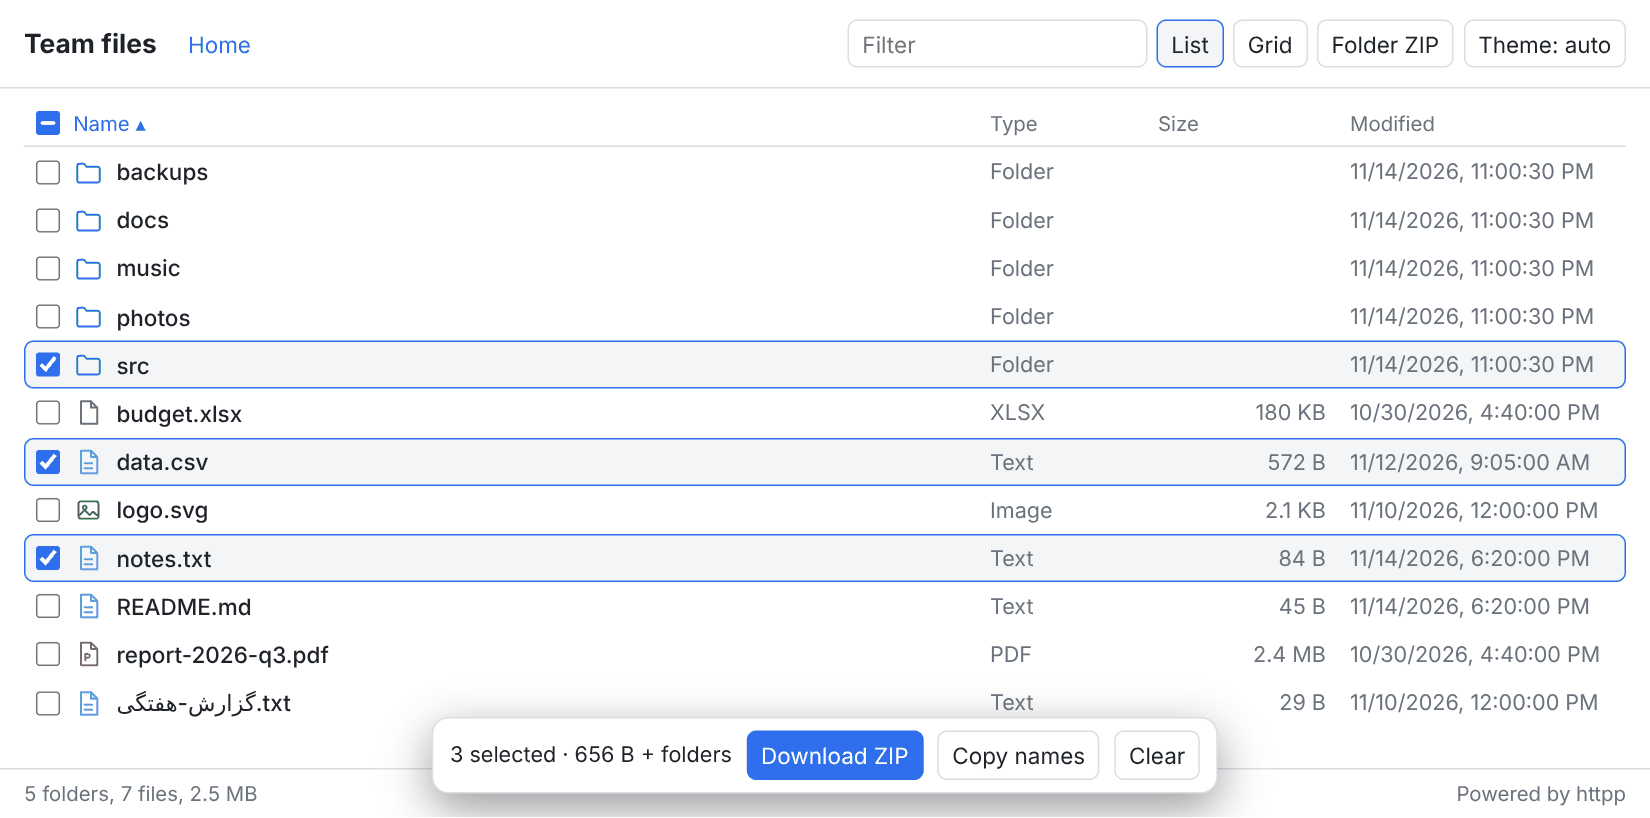 Team files Home Filter List Grid Folder ZIP Theme: auto
Name ▲ Type Size Modified
backups Folder 11/14/2026, 11:00:30 PM
docs Folder 11/14/2026, 11:00:30 PM
music Folder 11/14/2026, 11:00:30 PM
photos Folder 11/14/2026, 11:00:30 PM
src Folder 11/14/2026, 11:00:30 PM
budget.xlsx XLSX 180 KB 10/30/2026, 4:40:00 PM
data.csv Text 572 B 11/12/2026, 9:05:00 AM
logo.svg Image 2.1 KB 11/10/2026, 12:00:00 PM
notes.txt Text 84 B 11/14/2026, 6:20:00 PM
README.md Text 45 B 11/14/2026, 6:20:00 PM
report-2026-q3.pdf PDF 2.4 MB 10/30/2026, 4:40:00 PM
گزارش-هفتگی.txt Text 29 B 11/10/2026, 12:00:00 PM
3 selected · 656 B + folders Download ZIP Copy names Clear
5 folders, 7 files, 2.5 MB Powered by httpp